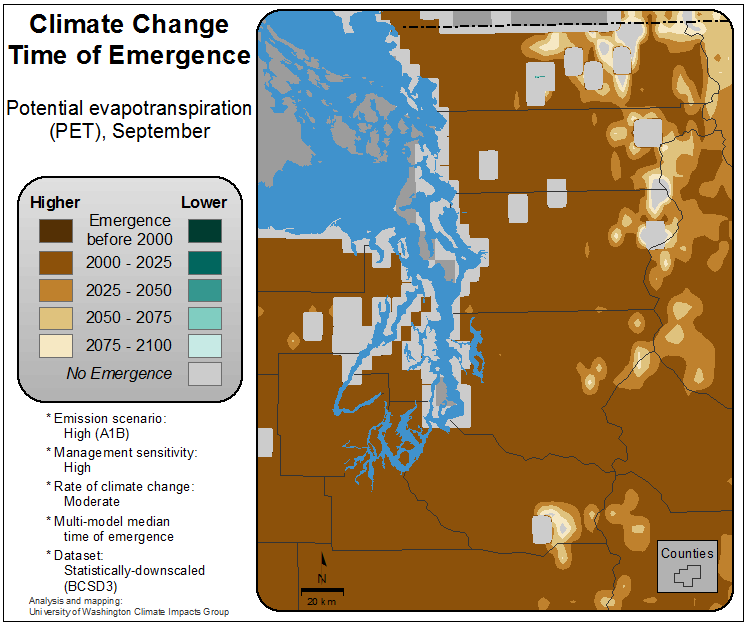 Climate Change
Time of Emergence
Potential evapotranspiration
(PET), September
Higher Lower
Emergence
before 2000
2000 - 2025
2025 - 2050
2050 - 2075
2075 - 2100
No Emergence
* Emission scenario:
High (A1B)
* Management sensitivity:
High
* Rate of climate change:
Moderate
* Multi-model median
time of emergence
* Dataset:
Statistically-downscaled
(BCSD3)
Analysis and mapping:
University of Washington Climate Impacts Group
N
20 km
Counties